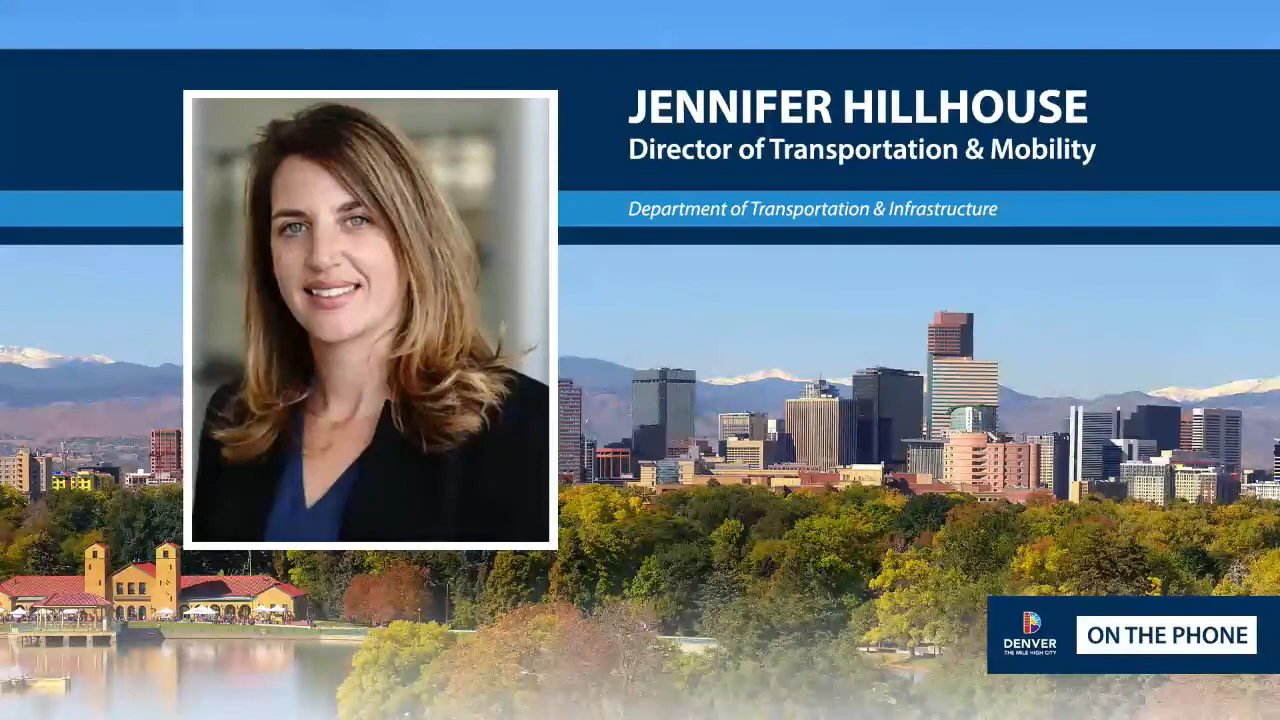 JENNIFER HILLHOUSE
Director of Transportation & Mobility
Department of Transportation & Infrastructure
DENVER
THE MILE HIGH CITY
ON THE PHONE